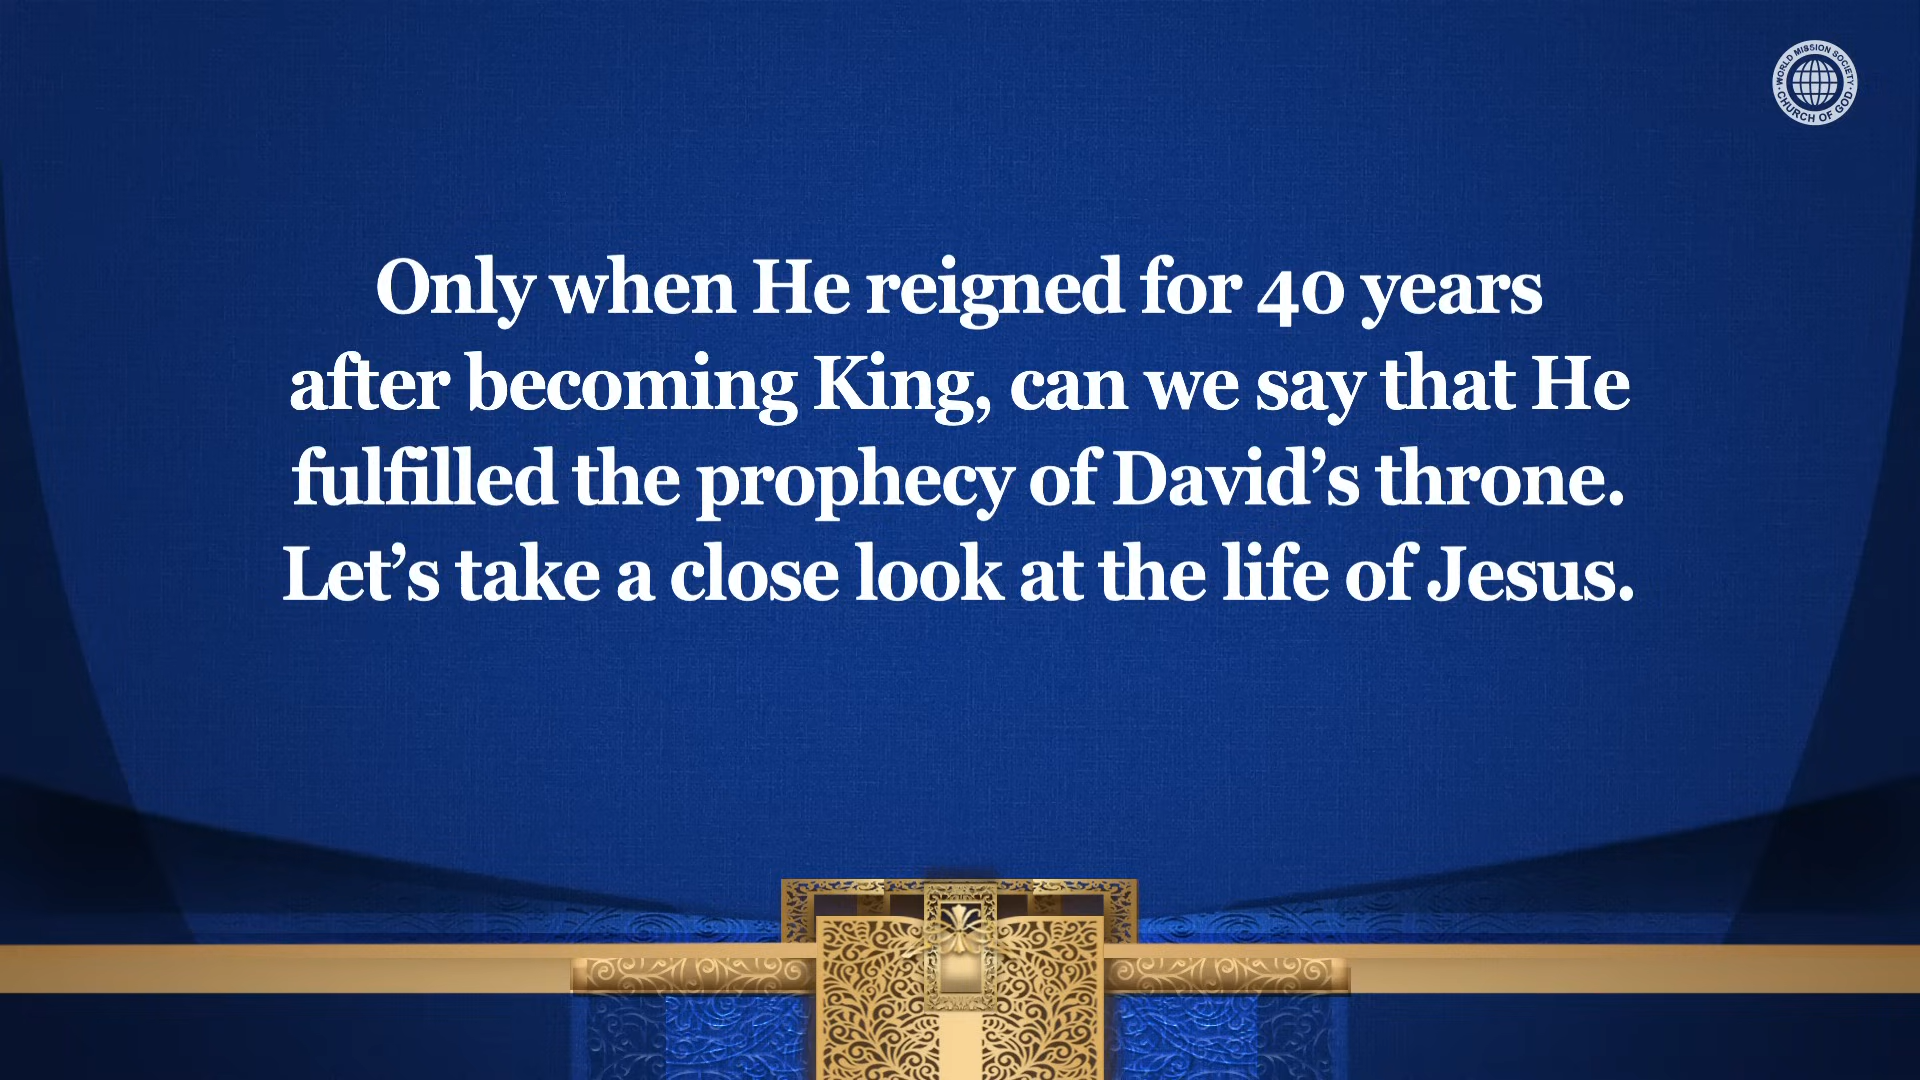 WORLD MISSION SOCIETY
CHURCH OF GOD
Only when He reigned for 40 years
after becoming King, can we say that He
fulfilled the prophecy of David’s throne.
Let’s take a close look at the life of Jesus.